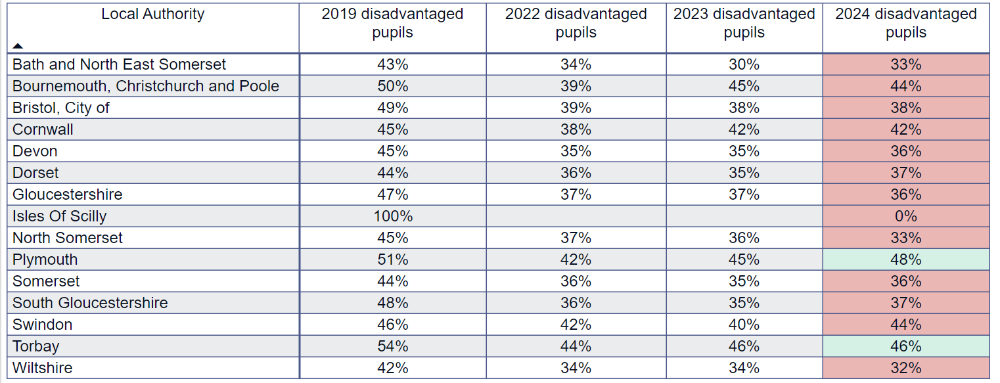 Local Authority 2019 disadvantaged pupils 2022 disadvantaged pupils 2023 disadvantaged pupils 2024 disadvantaged pupils
Bath and North East Somerset 43% 34% 30% 33%
Bournemouth, Christchurch and Poole 50% 39% 45% 44%
Bristol, City of 49% 39% 38% 38%
Cornwall 45% 38% 42% 42%
Devon 45% 35% 35% 36%
Dorset 44% 36% 35% 37%
Gloucestershire 47% 37% 37% 36%
Isles Of Scilly 100% 0%
North Somerset 45% 37% 36% 33%
Plymouth 51% 42% 45% 48%
Somerset 44% 36% 35% 36%
South Gloucestershire 48% 36% 35% 37%
Swindon 46% 42% 40% 44%
Torbay 54% 44% 46% 46%
Wiltshire 42% 34% 34% 32%